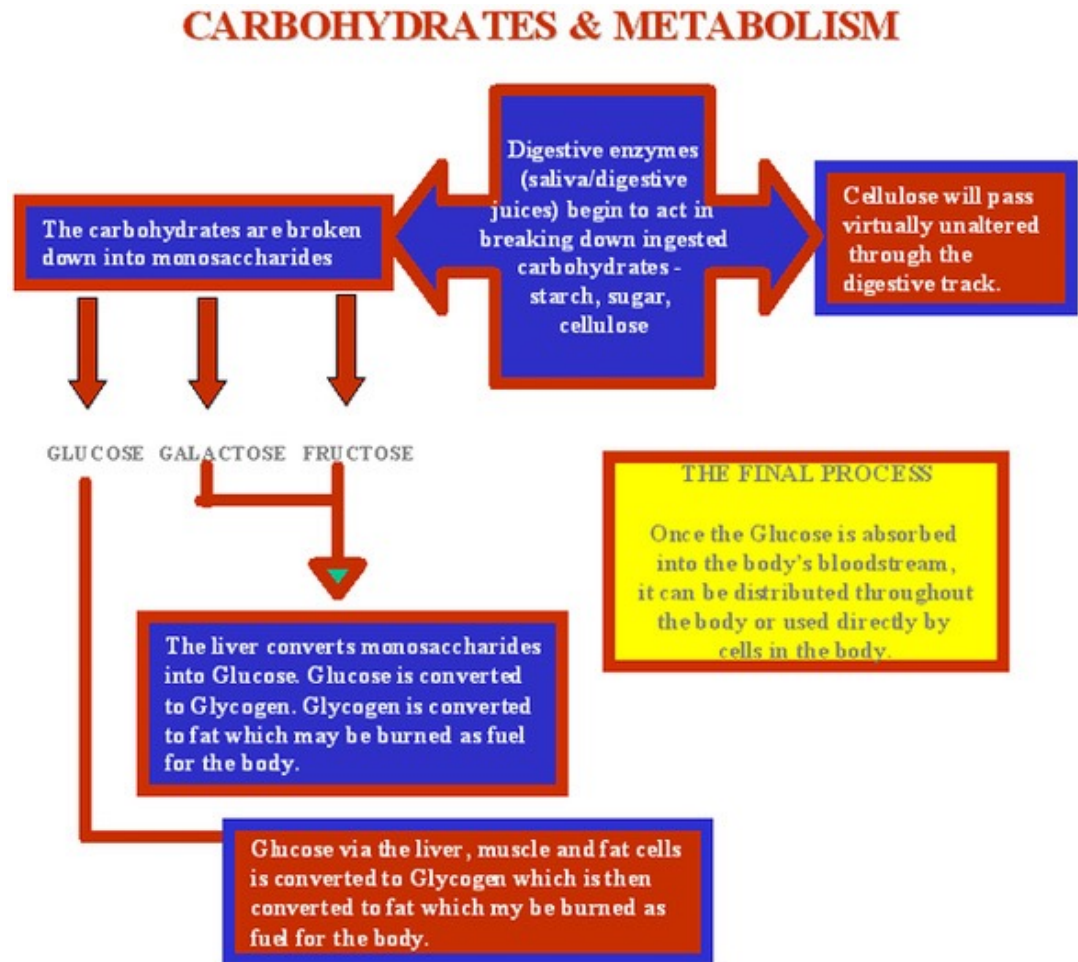 CARBOHYDRATES & METABOLISM
Digestive enzymes
(saliva/digestive
juices) begin to act in
breaking down ingested
carbohydrates -
starch, sugar,
cellulose
The carbohydrates are broken
down into monosaccharides
Cellulose will pass
virtually unaltered
through the
digestive track.
GLUCOSE GALACTOSE FRUCTOSE
THE FINAL PROCESS
Once the Glucose is absorbed
into the body's bloodstream,
it can be distributed throughout
the body or used directly by
cells in the body.
The liver converts monosaccharides
into Glucose. Glucose is converted
to Glycogen. Glycogen is converted
to fat which may be burned as fuel
for the body.
Glucose via the liver, muscle and fat cells
is converted to Glycogen which is then
converted to fat which my be burned as
fuel for the body.